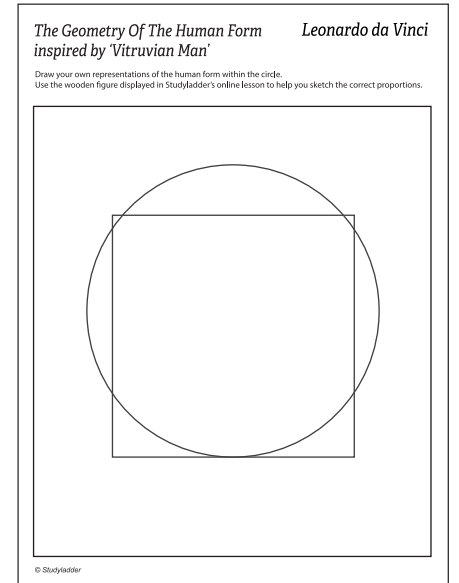 The Geometry Of The Human Form
inspired by ‘Vitruvian Man’
Leonardo da Vinci
Draw your own representations of the human form within the circle.
Use the wooden figure displayed in Studyladder's online lesson to help you sketch the correct proportions.
© Studyladder